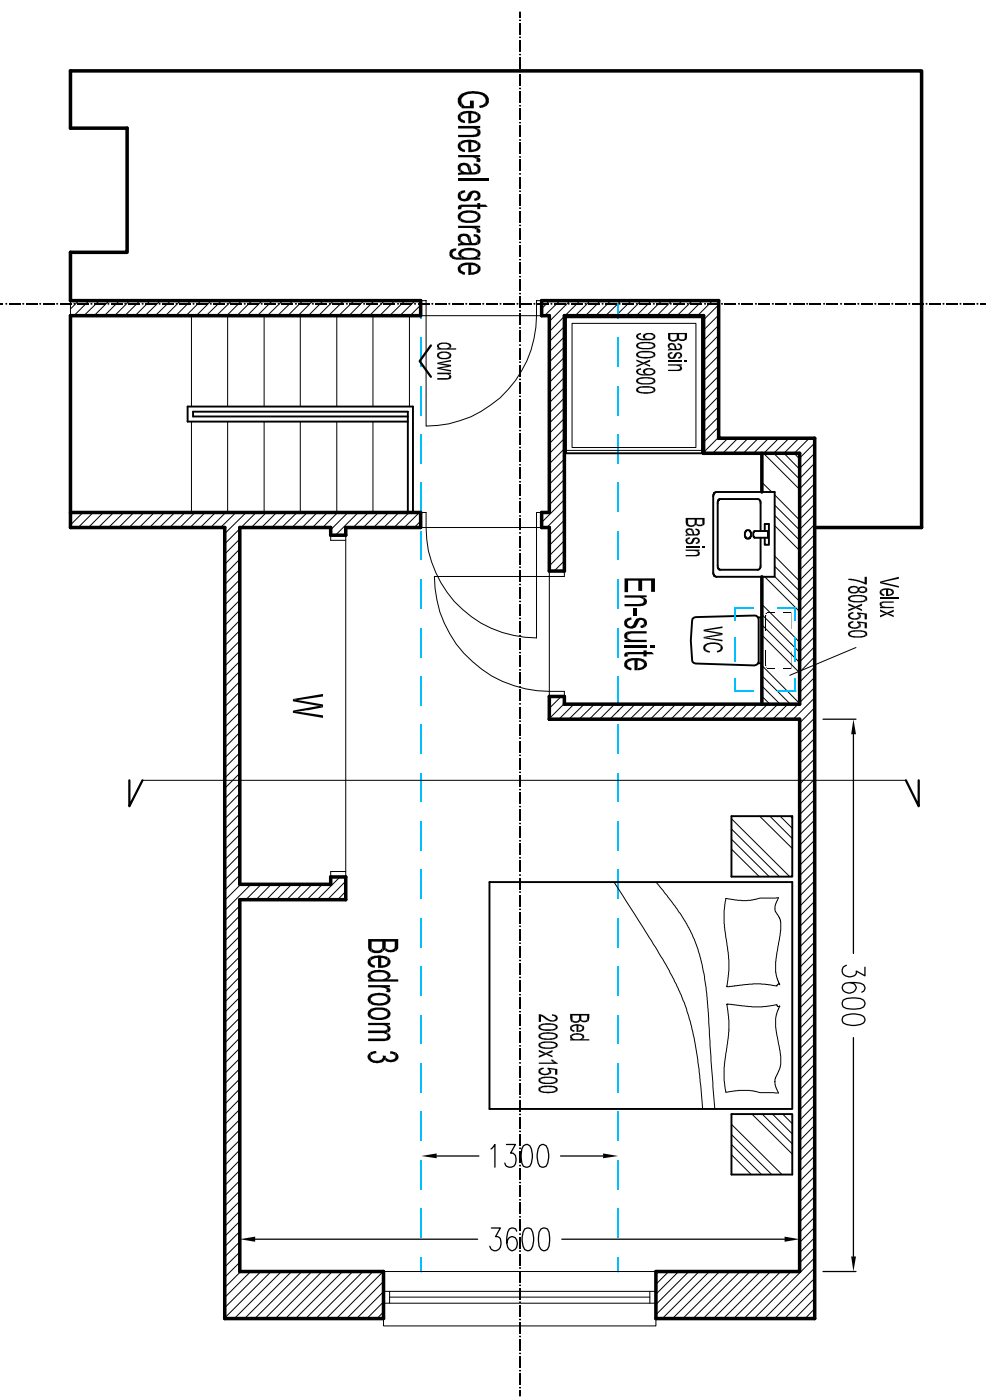 General storage
down
Basin
900x900
Basin
En-suite
WC
Velux
780x550
W
3600
Bedroom 3
Bed
2000x1500
1300
3600